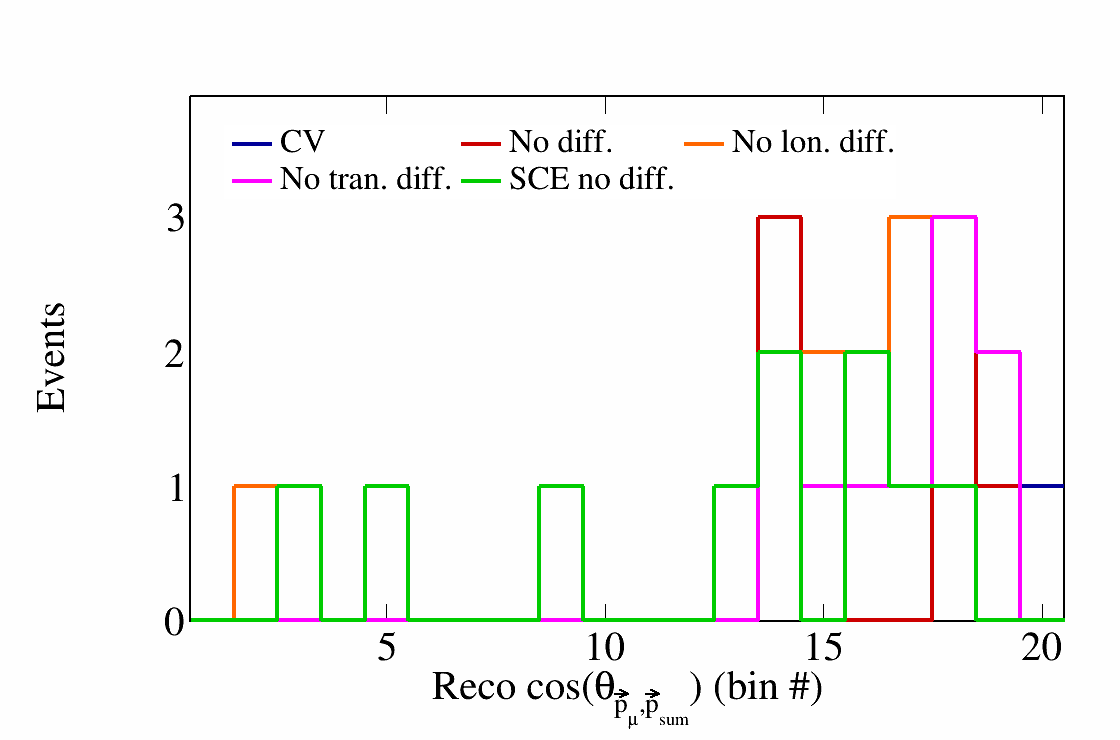 CV No diff. No lon. diff.
No tran. diff. SCE no diff.
3
2
1
0
Events
5 10 15 20
Reco cos(θp⃗μ,p⃗sum) (bin #)